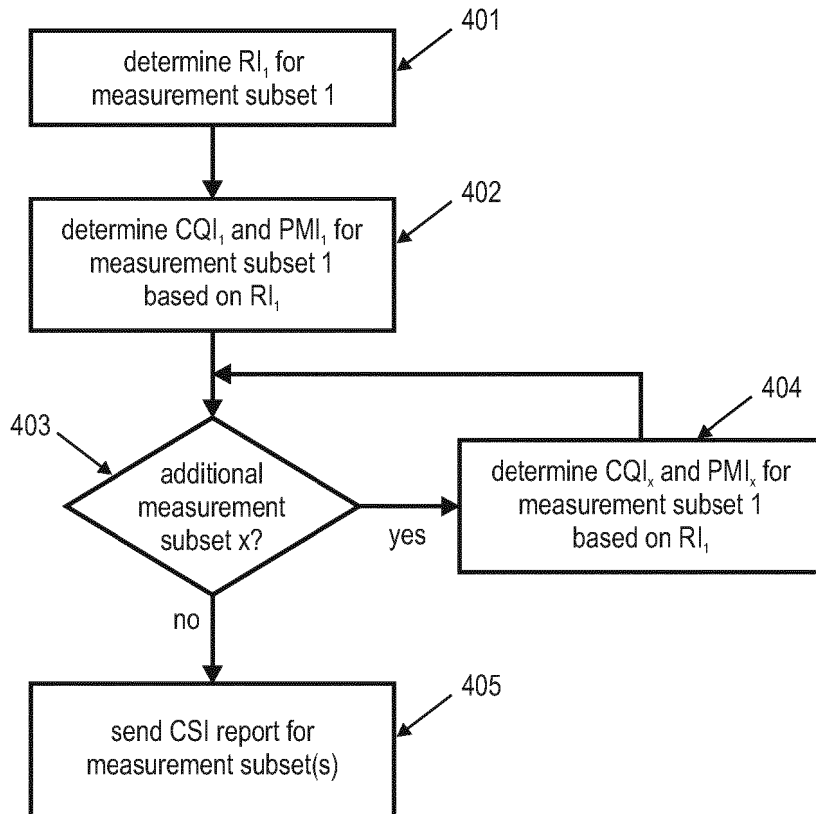 401
determine RI₁ for
measurement subset 1
402
determine CQI₁ and PMI₁ for
measurement subset 1
based on RI₁
403
additional
measurement
subset x?
yes
404
determine CQIₓ and PMIₓ for
measurement subset 1
based on RI₁
no
405
send CSI report for
measurement subset(s)